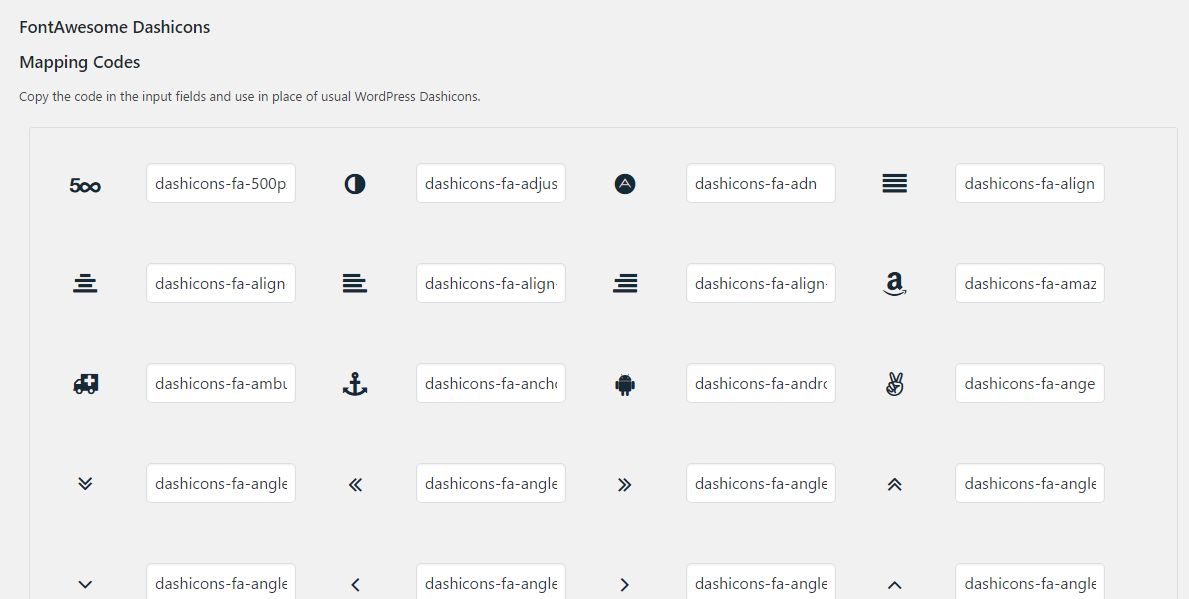 FontAwesome Dashicons
Mapping Codes
Copy the code in the input fields and use in place of usual WordPress Dashicons.
dashicons-fa-500p dashicons-fa-adjus dashicons-fa-adn dashicons-fa-align
dashicons-fa-align- dashicons-fa-align- dashicons-fa-align- dashicons-fa-amaz
dashicons-fa-ambu dashicons-fa-ancho dashicons-fa-andro dashicons-fa-ange
dashicons-fa-angle dashicons-fa-angle dashicons-fa-angle dashicons-fa-angle
dashicons-fa-angle dashicons-fa-angle dashicons-fa-angle dashicons-fa-angle